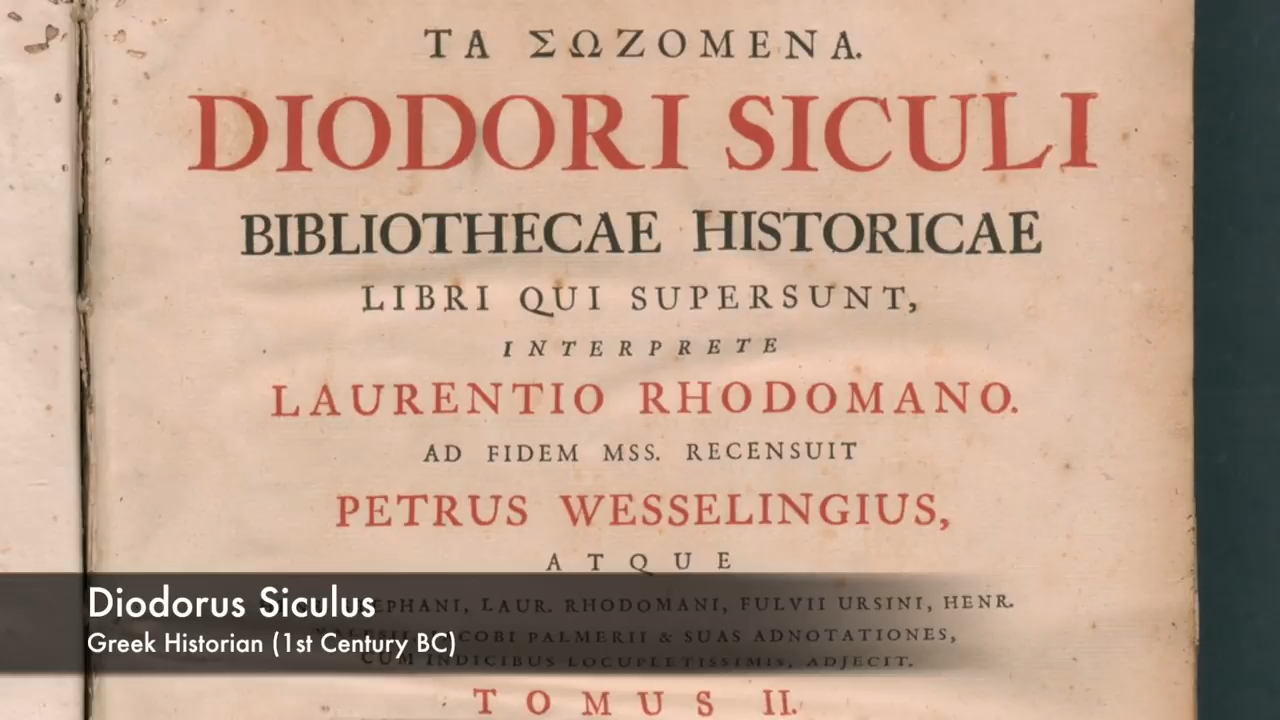 ΤΑ ΣΩΖΟΜΕΝΑ.
DIODORI SICULI
BIBLIOTHECAE HISTORICAE
LIBRI QUI SUPERSUNT,
INTERPRETE
LAURENTIO RHODOMANO.
AD FIDEM MSS. RECENSUIT
PETRUS WESSELINGIUS,
ATQUE
LAUR. RHODOMANI, FULVII URSINI, HENR.
PALMERII & SUAS ADNOTATIONES,
CUM INDICIBUS LOCUPLETISSIMIS, ADJECIT.
TOMUS II.
Diodorus Siculus
Greek Historian (1st Century BC)